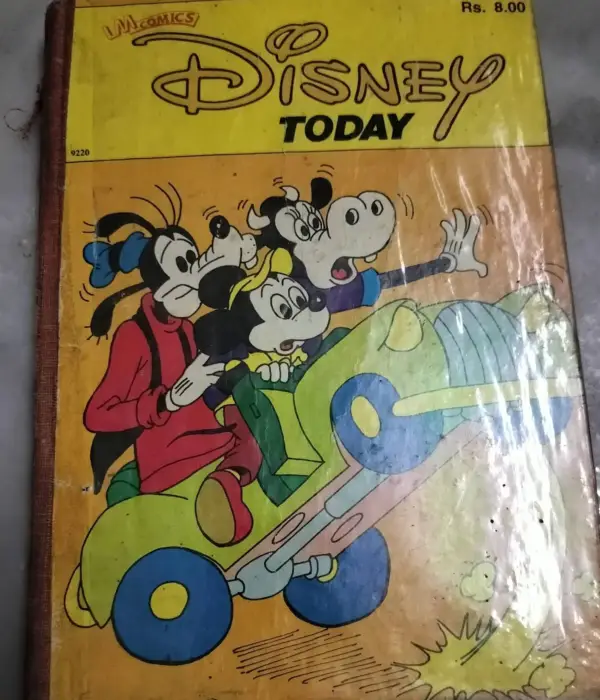 COMICS
Rs. 8.00
DISNEY
TODAY
9220